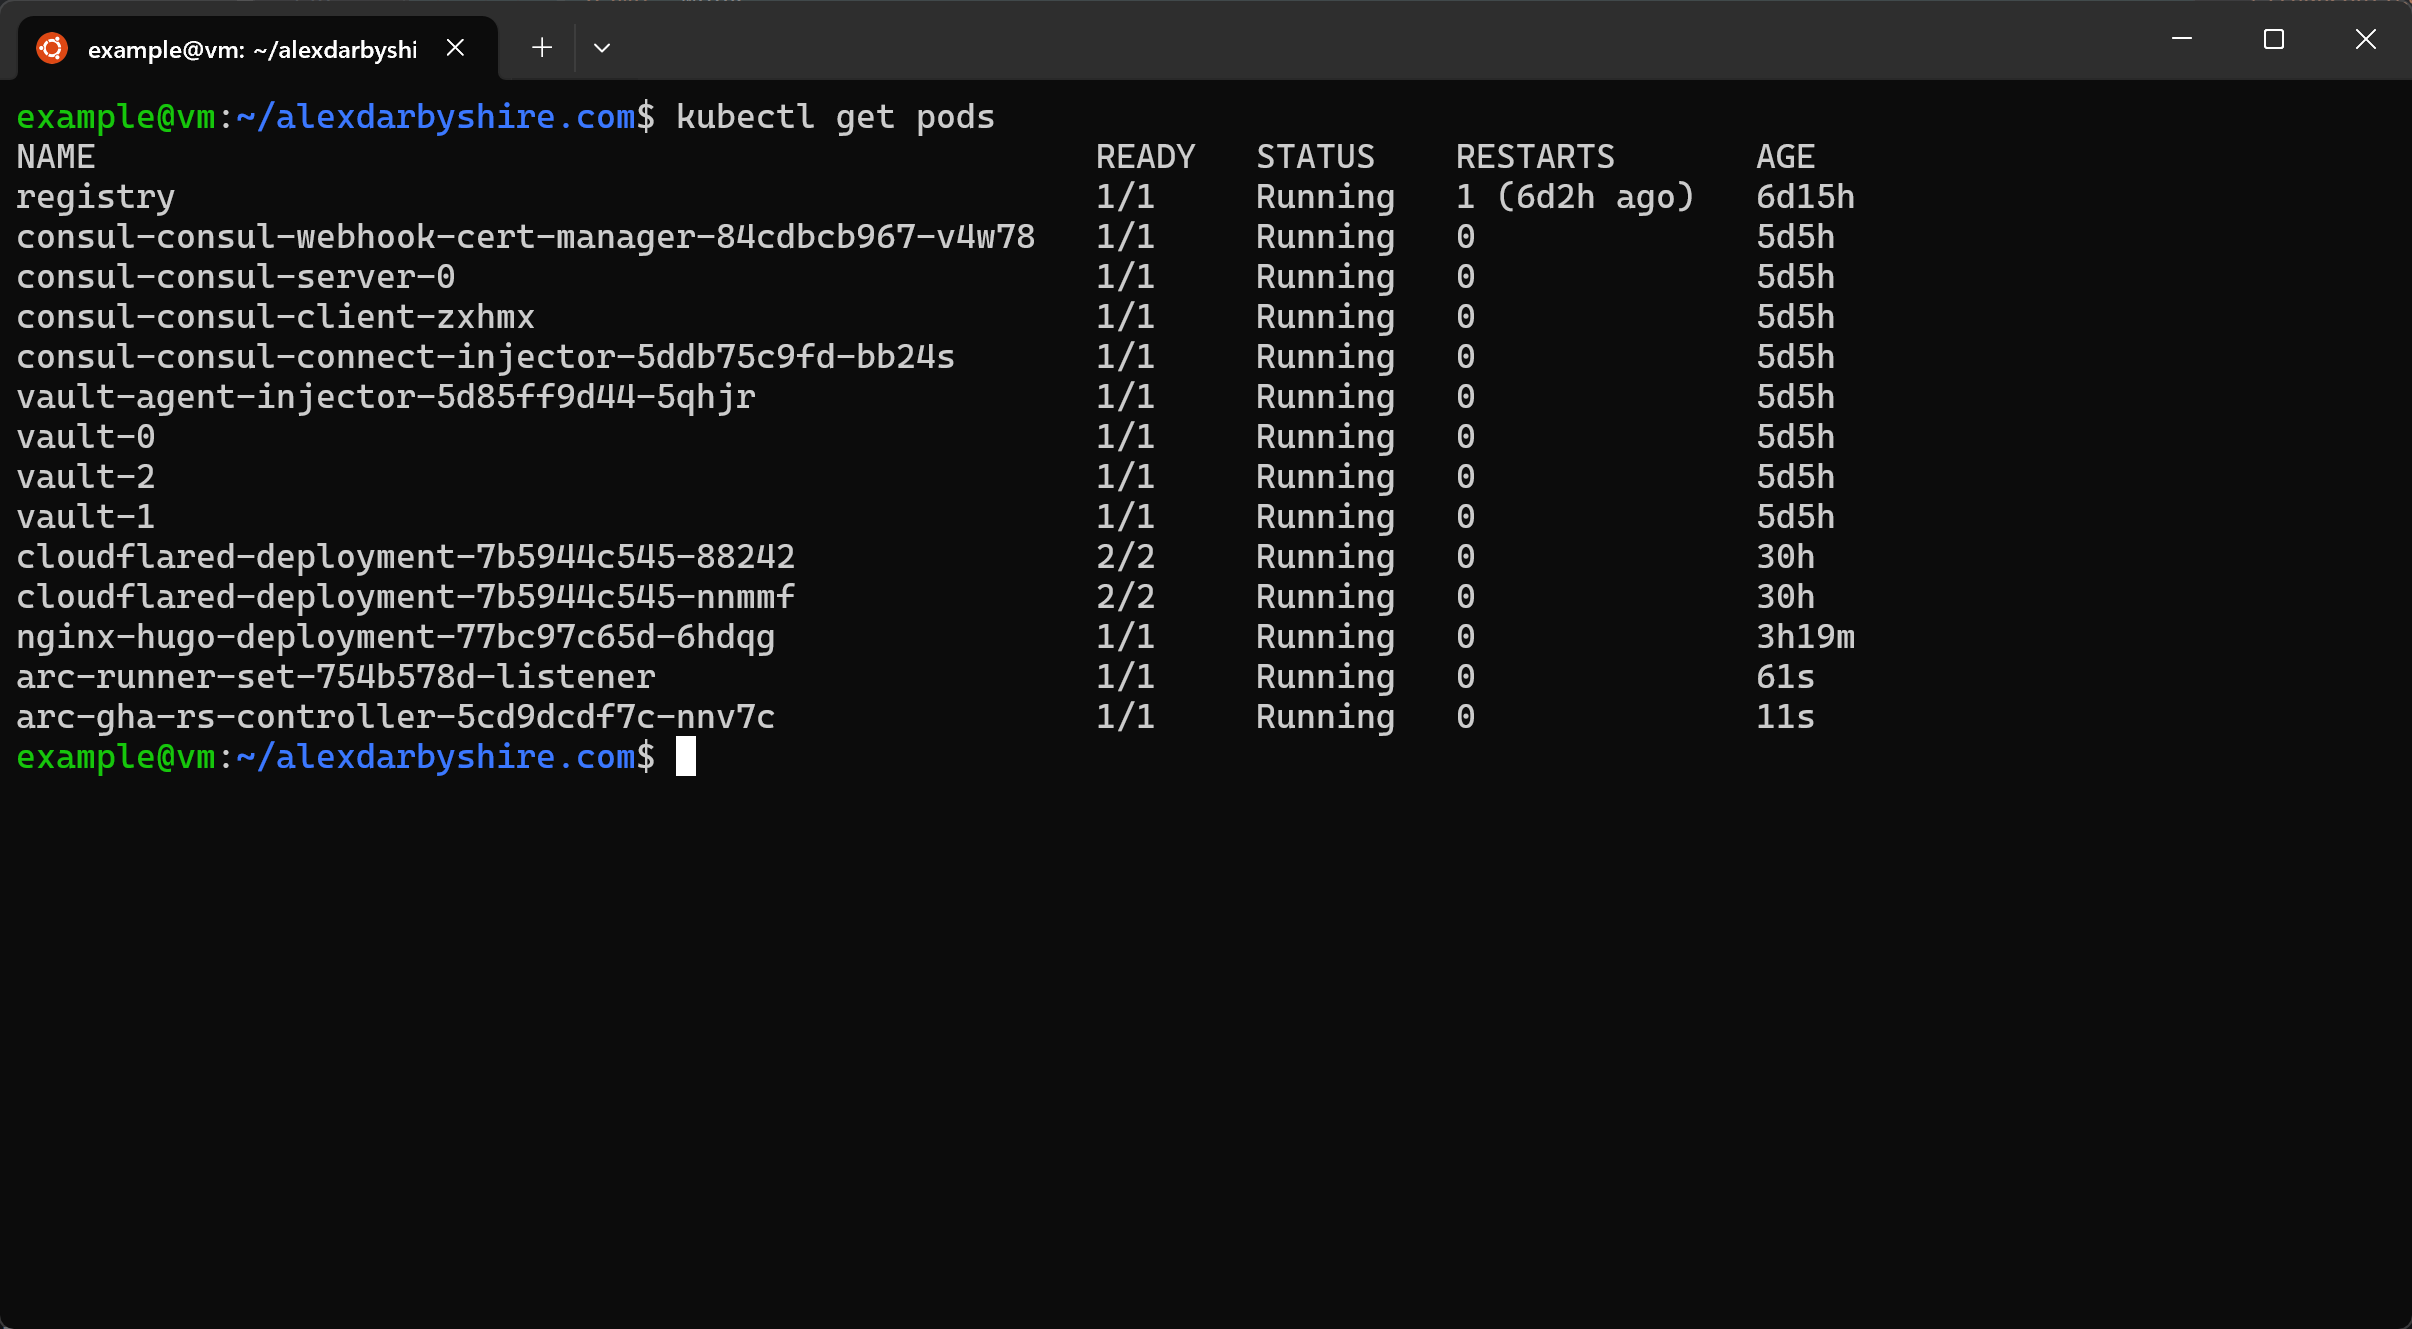 example@vm: ~/alexdarbyshi
example@vm:~/alexdarbyshire.com$ kubectl get pods
NAME                                                  READY   STATUS    RESTARTS       AGE
registry                                              1/1     Running   1 (6d2h ago)   6d15h
consul-consul-webhook-cert-manager-84cdbcb967-v4w78   1/1     Running   0              5d5h
consul-consul-server-0                                1/1     Running   0              5d5h
consul-consul-client-zxhmx                            1/1     Running   0              5d5h
consul-consul-connect-injector-5ddb75c9fd-bb24s       1/1     Running   0              5d5h
vault-agent-injector-5d85ff9d44-5qhjr                 1/1     Running   0              5d5h
vault-0                                               1/1     Running   0              5d5h
vault-2                                               1/1     Running   0              5d5h
vault-1                                               1/1     Running   0              5d5h
cloudflared-deployment-7b5944c545-88242               2/2     Running   0              30h
cloudflared-deployment-7b5944c545-nnmmf               2/2     Running   0              30h
nginx-hugo-deployment-77bc97c65d-6hdqg                1/1     Running   0              3h19m
arc-runner-set-754b578d-listener                      1/1     Running   0              61s
arc-gha-rs-controller-5cd9dcdf7c-nnv7c                1/1     Running   0              11s
example@vm:~/alexdarbyshire.com$